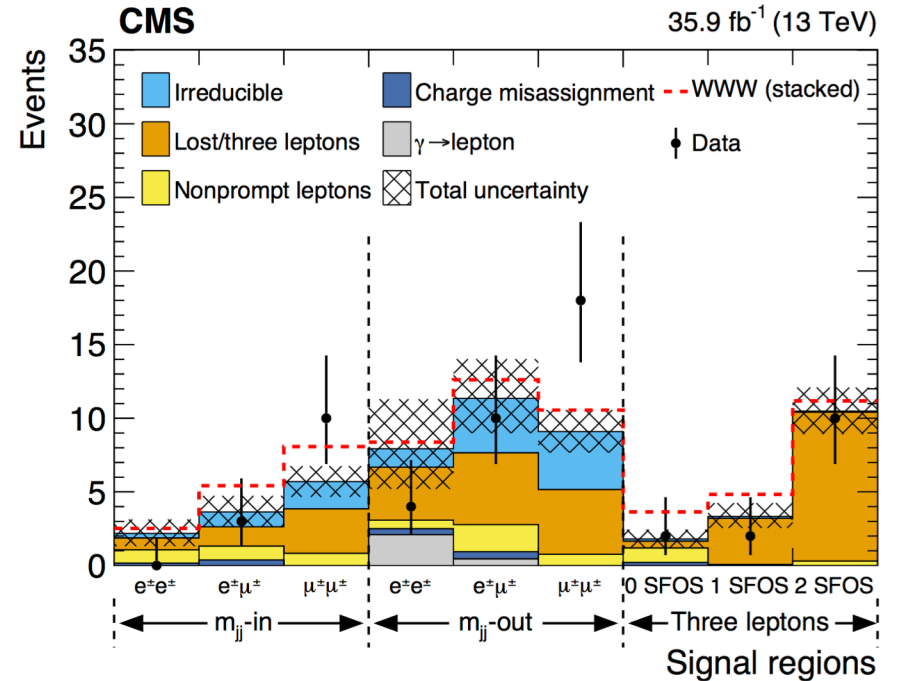 CMS 35.9 fb⁻¹ (13 TeV)
Events
35
30
25
20
15
10
5
0
Irreducible
Charge misassignment
WWW (stacked)
Lost/three leptons
γ→lepton
Data
Nonprompt leptons
Total uncertainty
e±e± e±μ± μ±μ± e±e± e±μ± μ±μ± 0 SFOS 1 SFOS 2 SFOS
mjj-in mjj-out Three leptons
Signal regions